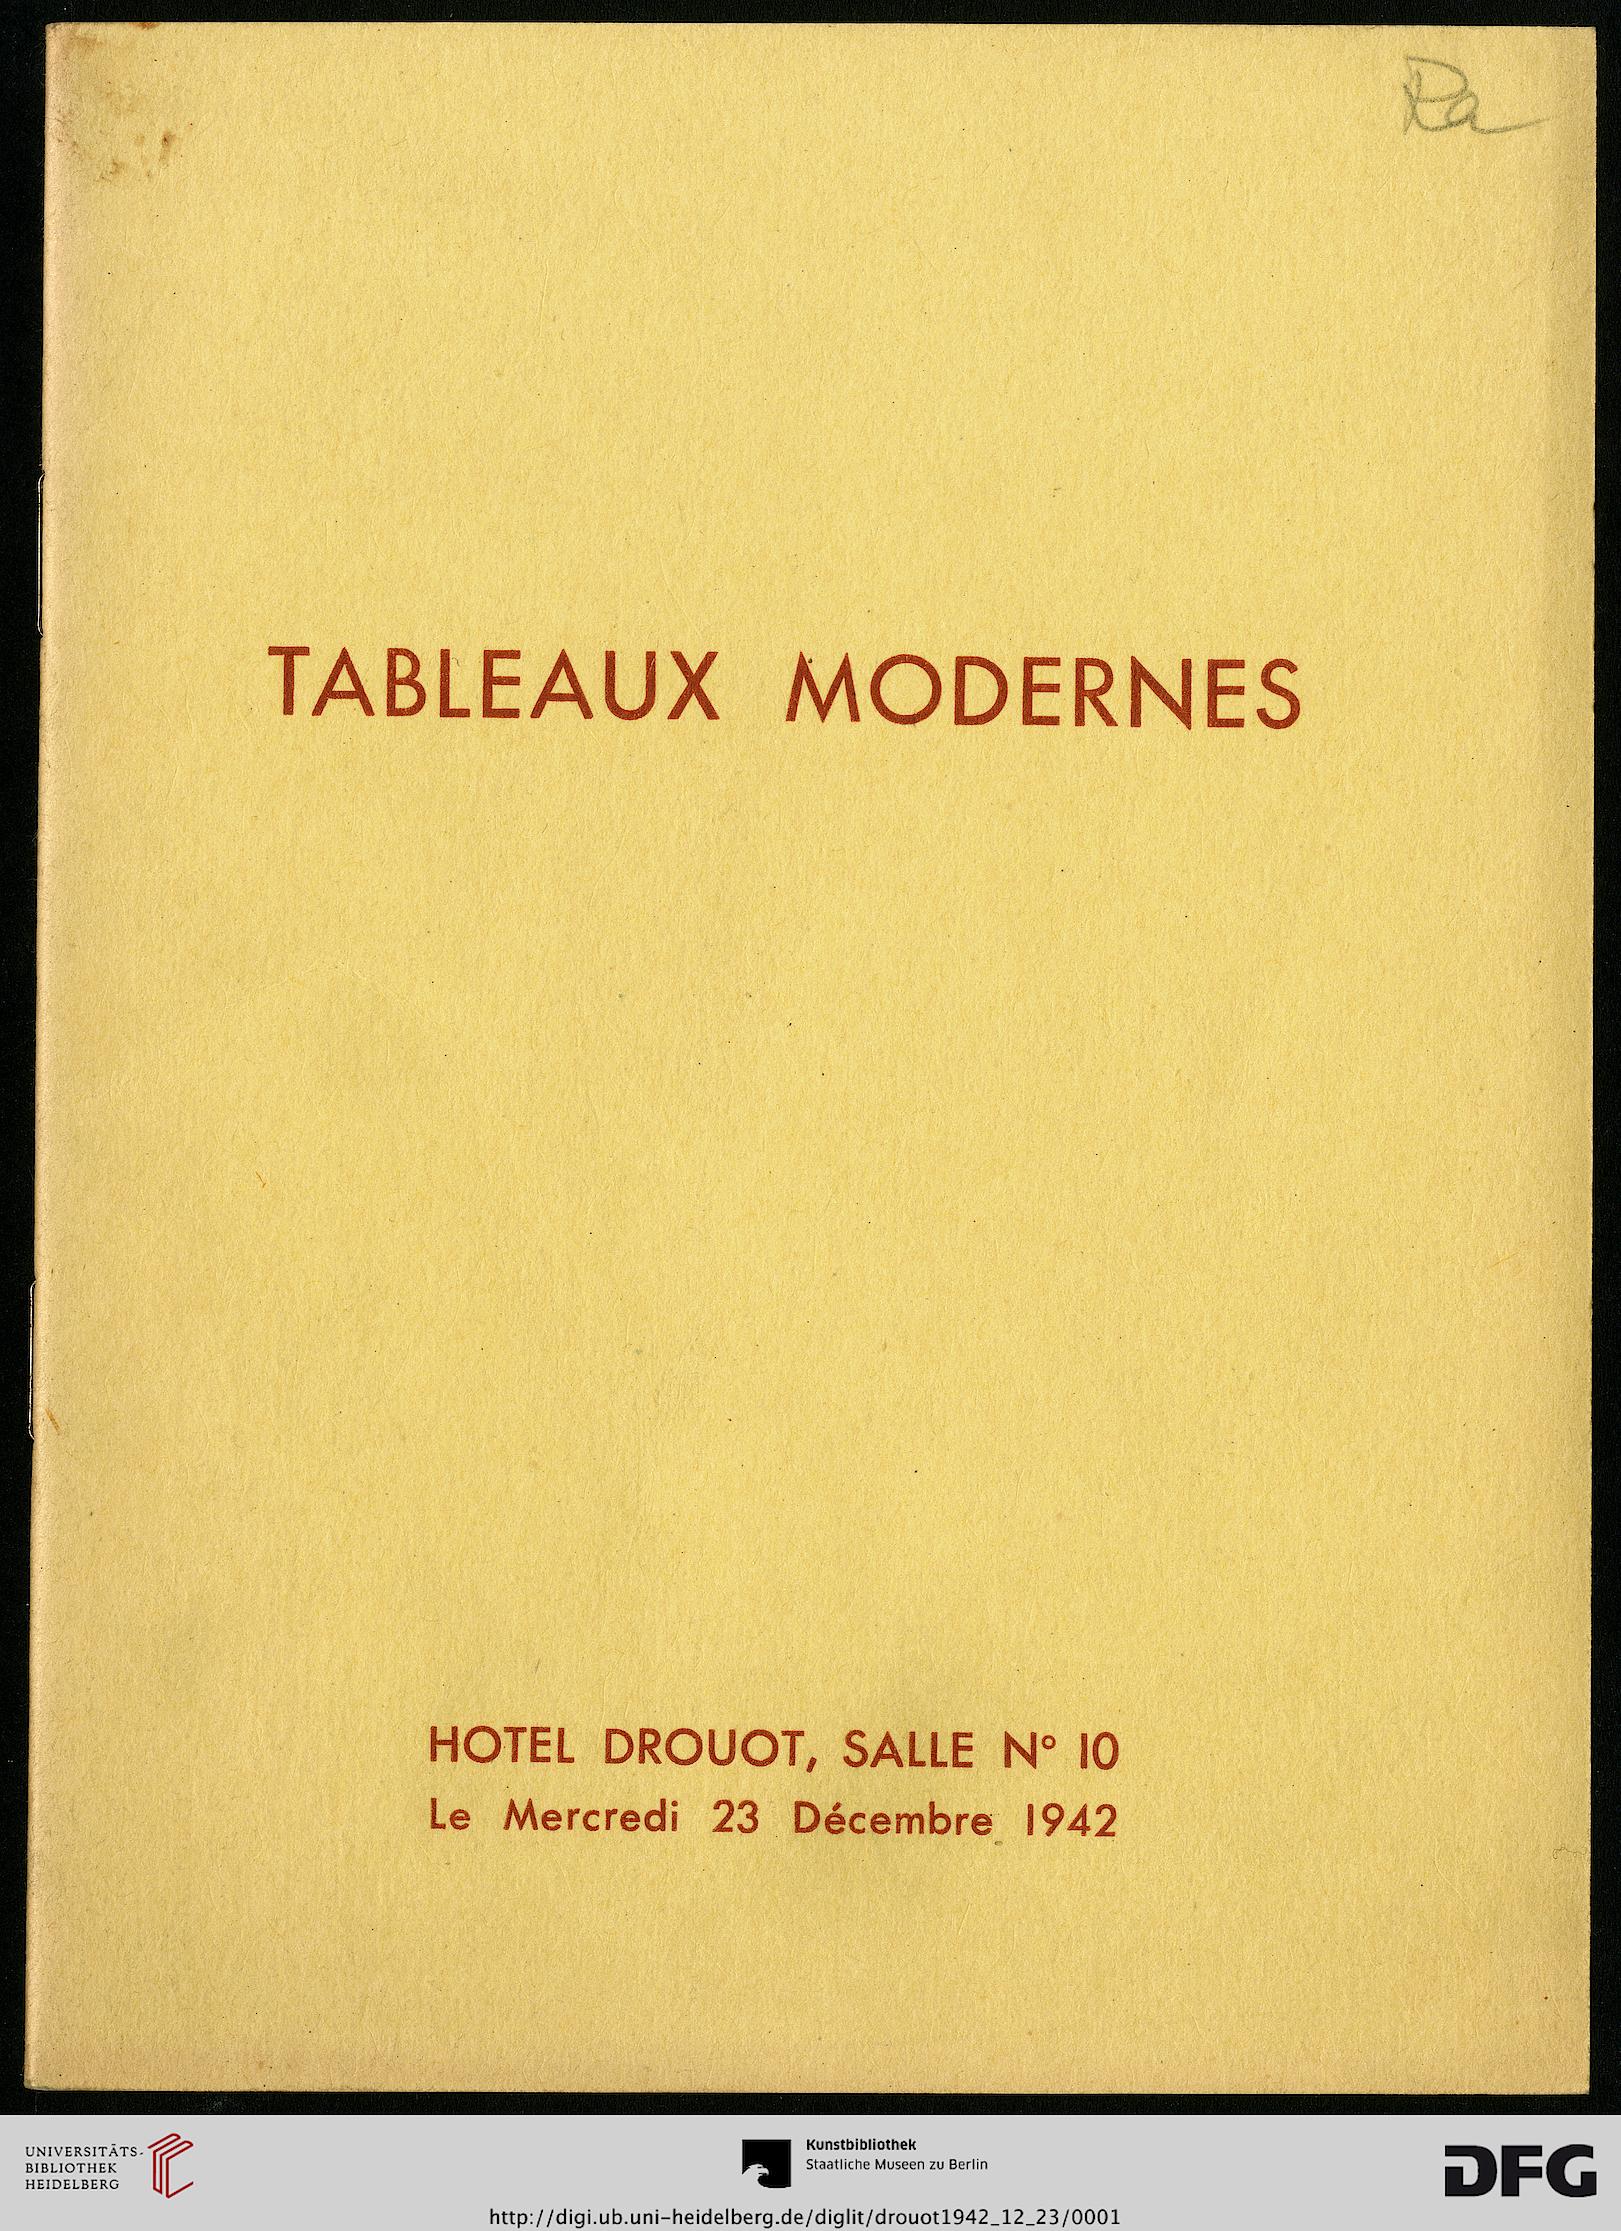 Ra
TABLEAUX MODERNES
HOTEL DROUOT, SALLE N° 10
Le Mercredi 23 Décembre 1942
UNIVERSITÄTS-
BIBLIOTHEK
HEIDELBERG
Kunstbibliothek
Staatliche Museen zu Berlin
DFG
http://digi.ub.uni-heidelberg.de/diglit/drouot1942_12_23/0001